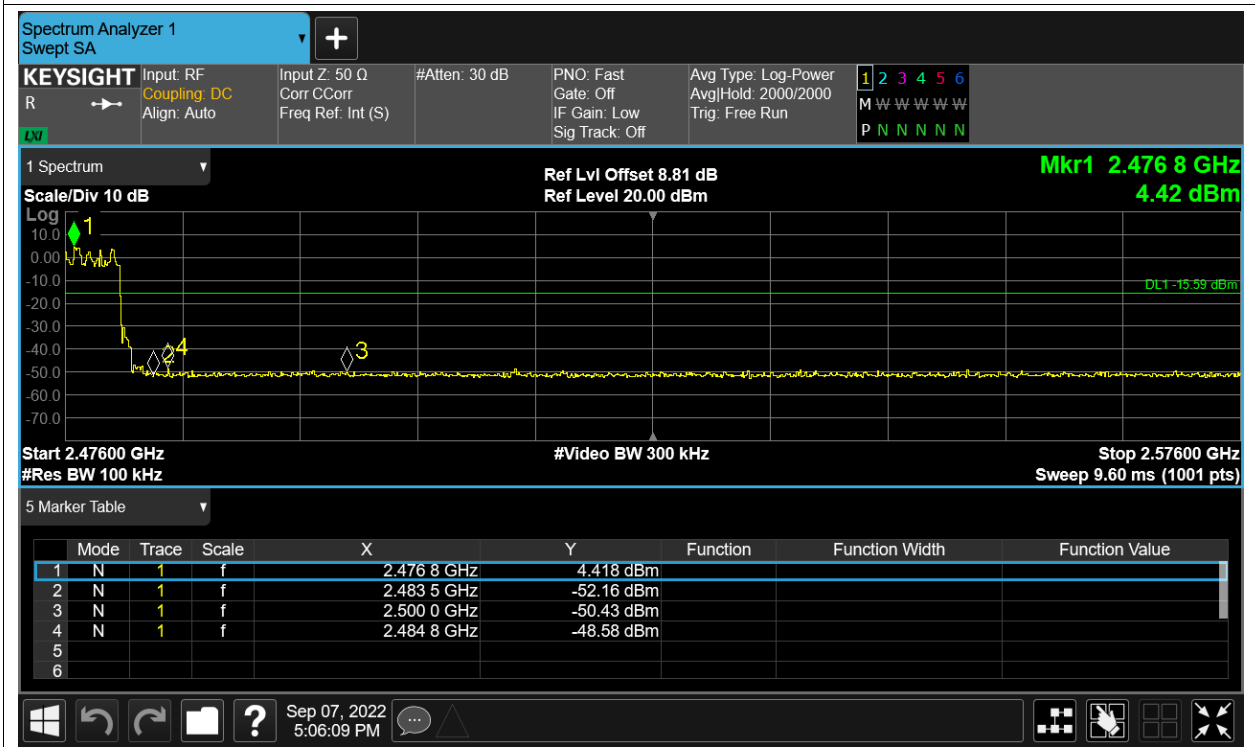 Spectrum Analyzer 1
Swept SA
+
KEYSIGHT Input: RF Input Z: 50 Ω #Atten: 30 dB PNO: Fast Avg Type: Log-Power 1 2 3 4 5 6
R Coupling: DC Corr CCorr Gate: Off Avg|Hold: 2000/2000 M W W W W W W
Align: Auto Freq Ref: Int (S) IF Gain: Low Trig: Free Run
LXI Sig Track: Off P N N N N N N
1 Spectrum Ref Lvl Offset 8.81 dB Mkr1 2.476 8 GHz
Scale/Div 10 dB Ref Level 20.00 dBm 4.42 dBm
Log
1
10.0
0.00
-10.0
DL1 -15.59 dBm
-20.0
-30.0
-40.0 2 4 3
-50.0
-60.0
-70.0
Start 2.47600 GHz #Video BW 300 kHz Stop 2.57600 GHz
#Res BW 100 kHz Sweep 9.60 ms (1001 pts)
5 Marker Table
Mode Trace Scale X Y Function Function Width Function Value
1 N 1 f 2.476 8 GHz 4.418 dBm
2 N 1 f 2.483 5 GHz -52.16 dBm
3 N 1 f 2.500 0 GHz -50.43 dBm
4 N 1 f 2.484 8 GHz -48.58 dBm
5
6
? Sep 07, 2022
5:06:09 PM